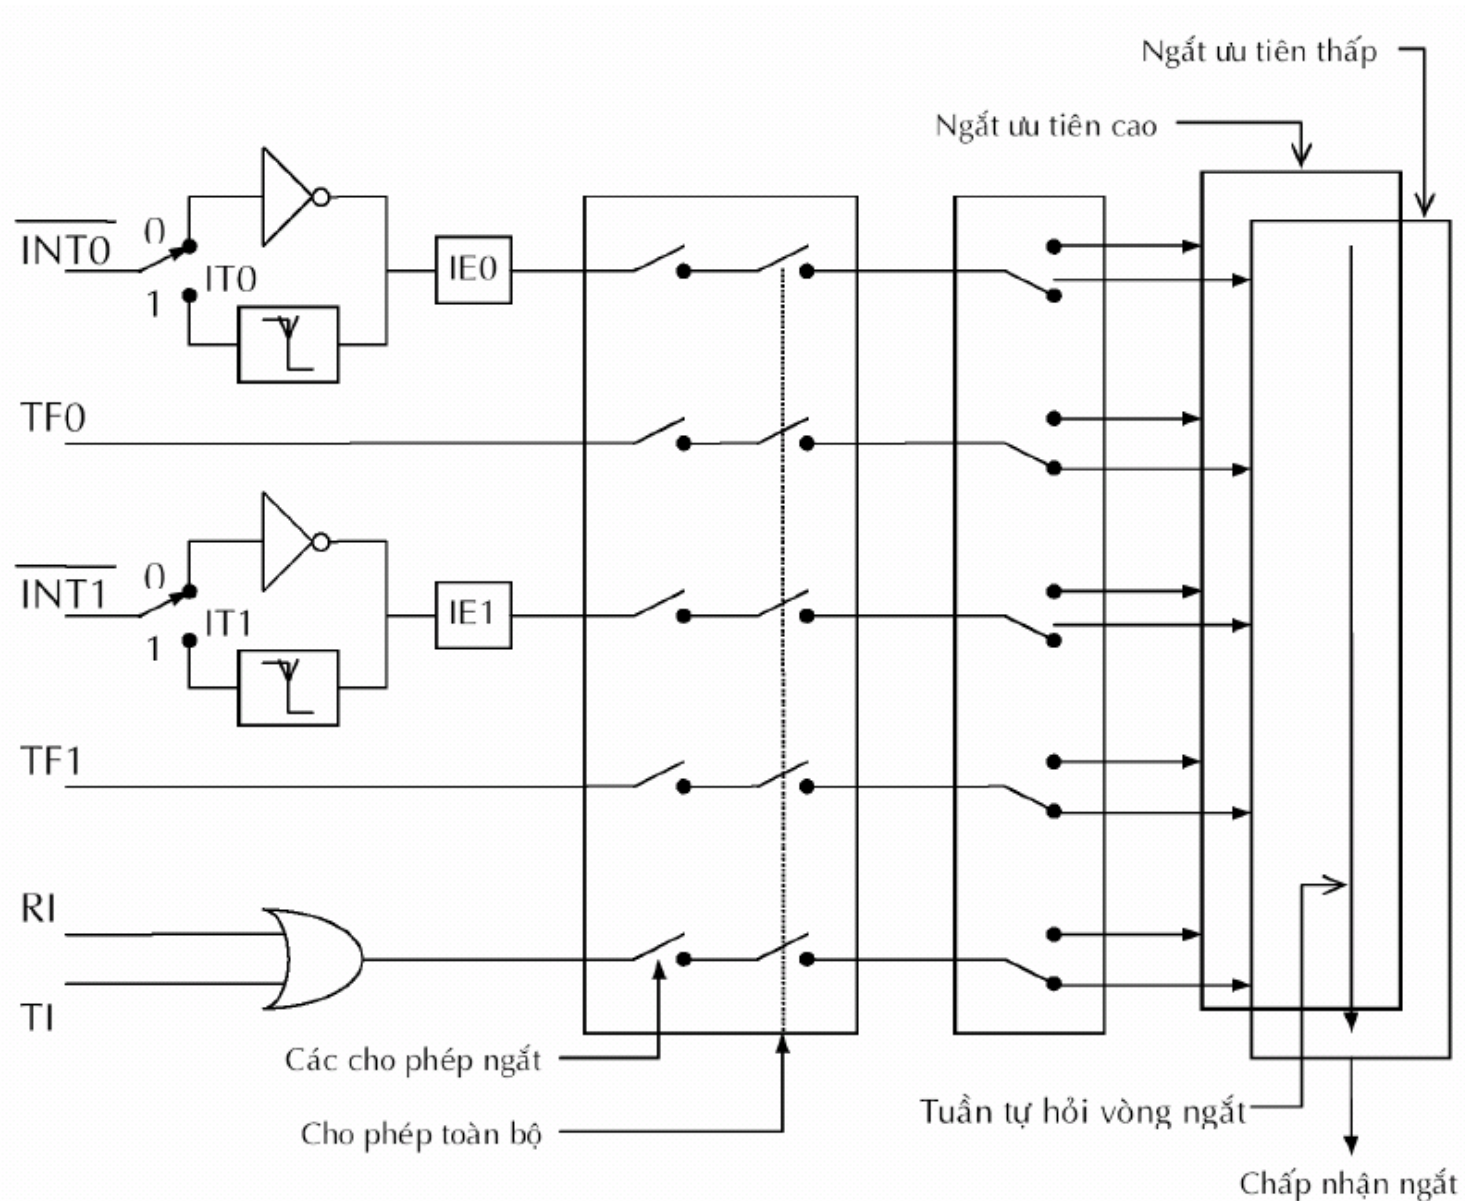 Ngắt ưu tiên thấp
Ngắt ưu tiên cao
INT0
0
IT0
1
IE0
TF0
INT1
0
IT1
1
IE1
TF1
RI
TI
Các cho phép ngắt
Cho phép toàn bộ
Tuần tự hỏi vòng ngắt
Chấp nhận ngắt